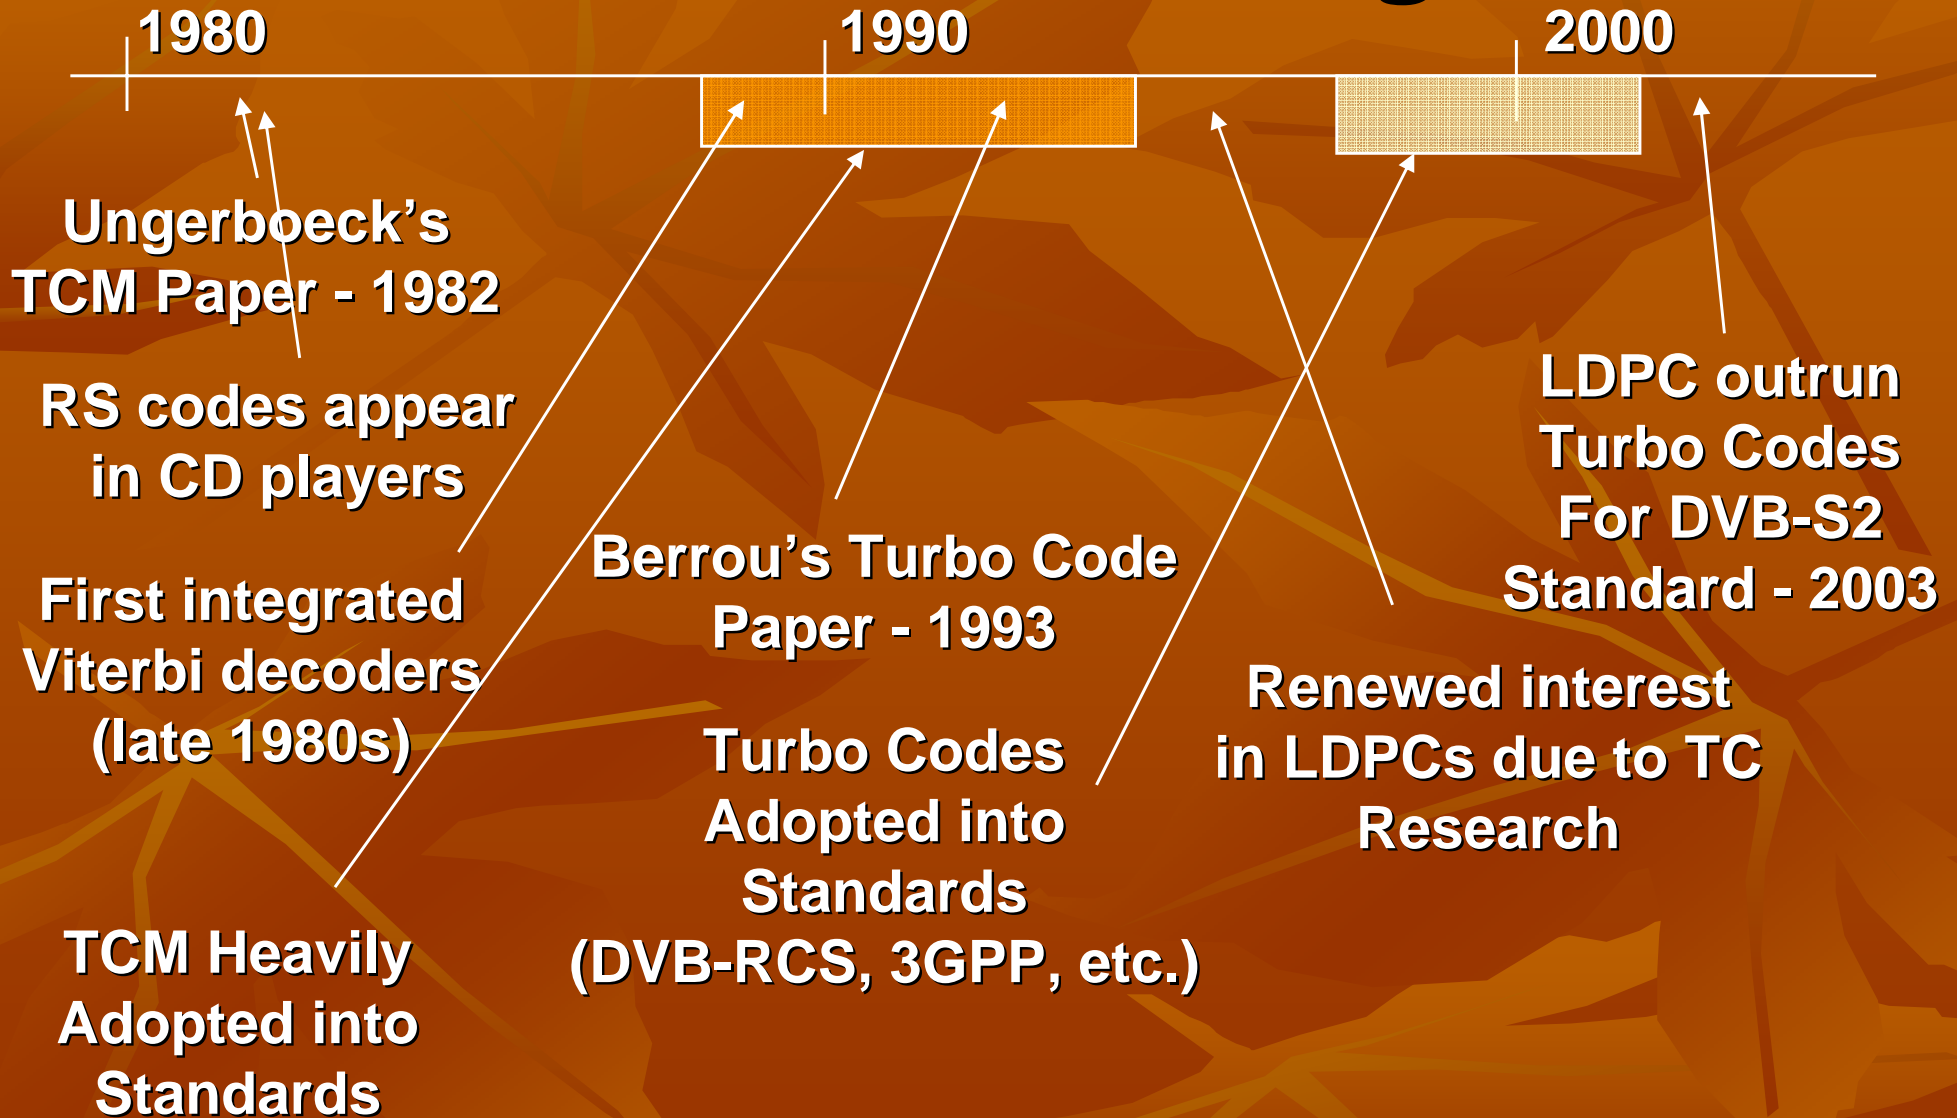 1980
1990
2000
Ungerboeck's
TCM Paper - 1982
RS codes appear
in CD players
First integrated
Viterbi decoders
(late 1980s)
TCM Heavily
Adopted into
Standards
Berrou's Turbo Code
Paper - 1993
Turbo Codes
Adopted into
Standards
(DVB-RCS, 3GPP, etc.)
Renewed interest
in LDPCs due to TC
Research
LDPC outrun
Turbo Codes
For DVB-S2
Standard - 2003